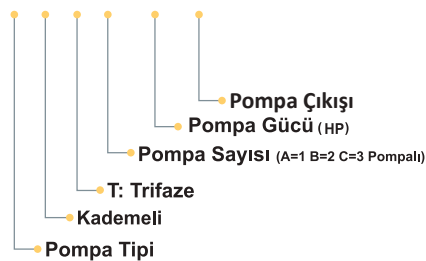 Pompa Çıkışı
Pompa Gücü (HP)
Pompa Sayısı (A=1 B=2 C=3 Pompalı)
T: Trifaze
Kademeli
Pompa Tipi